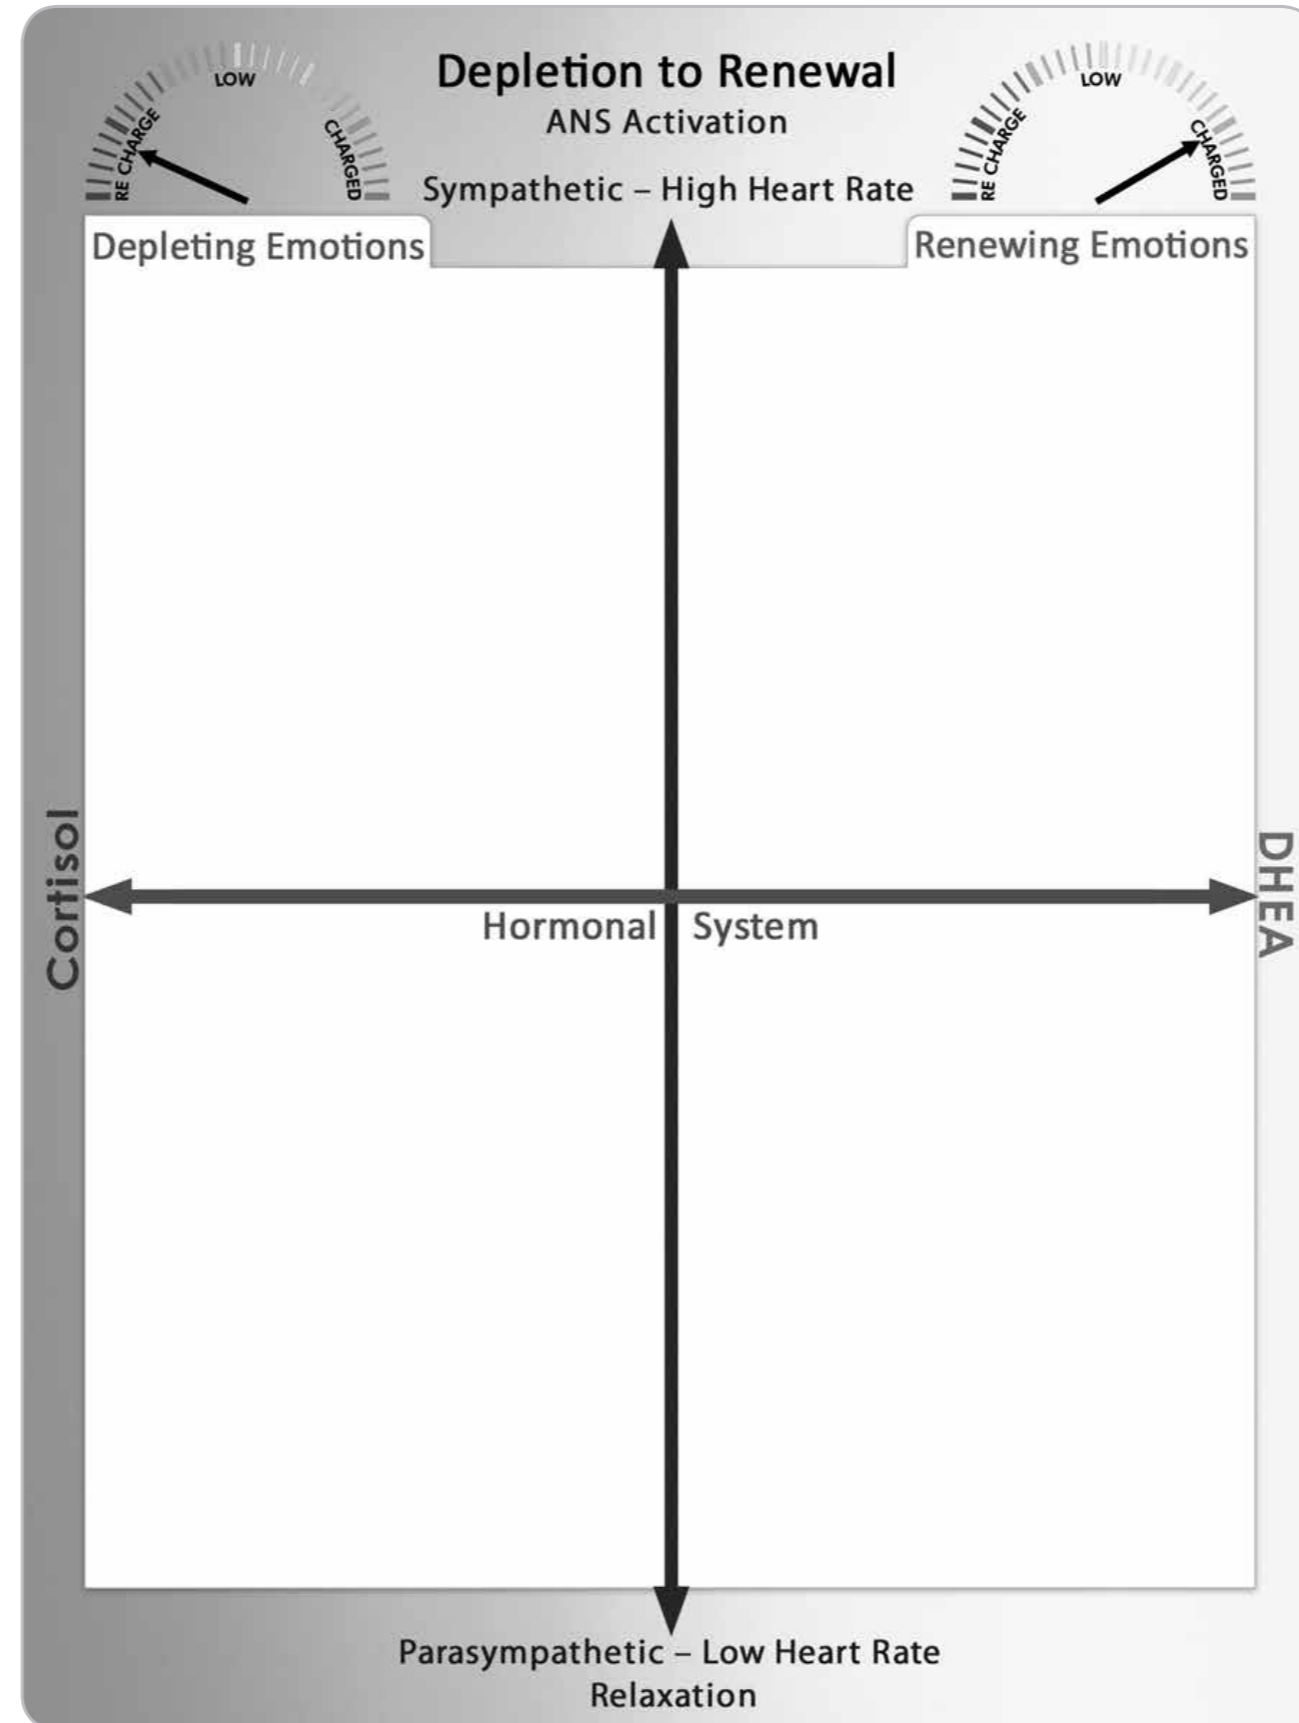 LOW
RE CHARGE
CHARGED
Depletion to Renewal
ANS Activation
Sympathetic – High Heart Rate
LOW
RE CHARGE
CHARGED
Depleting Emotions
Renewing Emotions
Cortisol
DHEA
Hormonal System
Parasympathetic – Low Heart Rate
Relaxation